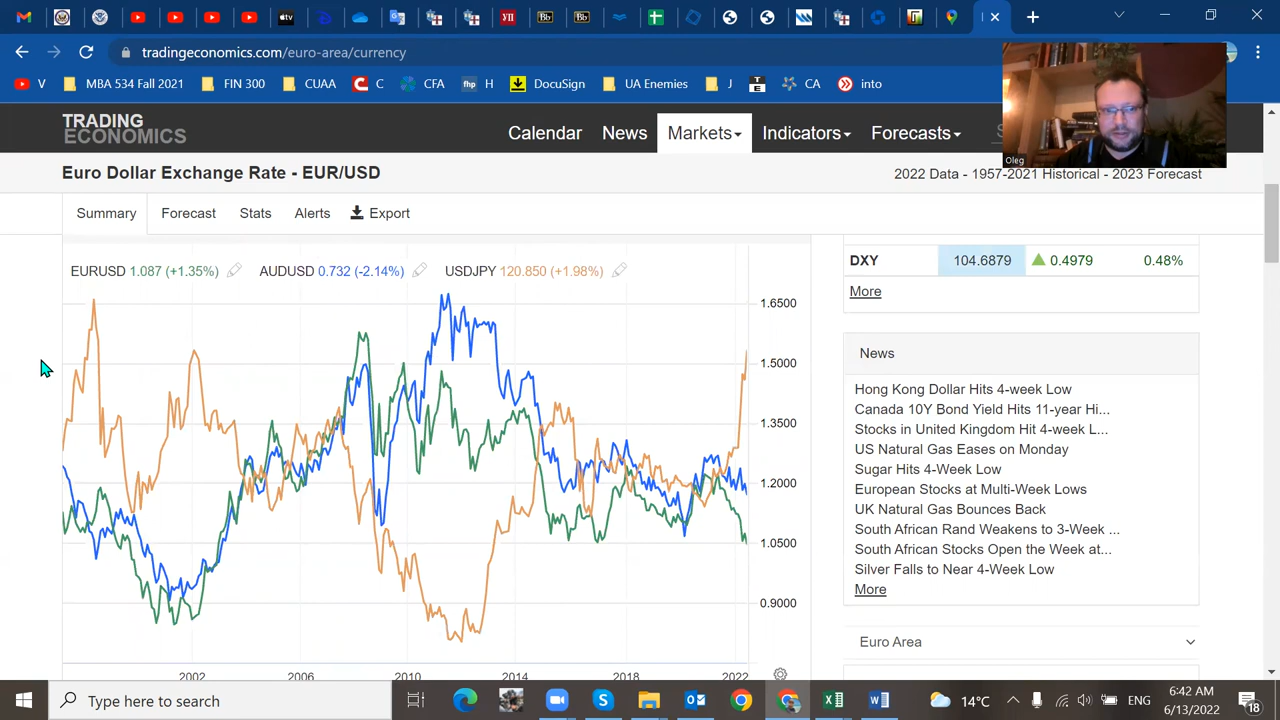 tradingeconomics.com/euro-area/currency
V MBA 534 Fall 2021 FIN 300 CUAA C CFA fhp H DocuSign UA Enemies J TE CA into
TRADING
ECONOMICS
Calendar News Markets Indicators Forecasts
Oleg
Euro Dollar Exchange Rate - EUR/USD
2022 Data - 1957-2021 Historical - 2023 Forecast
Summary Forecast Stats Alerts Export
EURUSD 1.087 (+1.35%) AUDUSD 0.732 (-2.14%) USDJPY 120.850 (+1.98%)
1.6500
1.5000
1.3500
1.2000
1.0500
0.9000
2002 2006 2010 2014 2018 2022
DXY 104.6879 0.4979 0.48%
More
News
Hong Kong Dollar Hits 4-week Low
Canada 10Y Bond Yield Hits 11-year Hi...
Stocks in United Kingdom Hit 4-week L...
US Natural Gas Eases on Monday
Sugar Hits 4-Week Low
European Stocks at Multi-Week Lows
UK Natural Gas Bounces Back
South African Rand Weakens to 3-Week ...
South African Stocks Open the Week at...
Silver Falls to Near 4-Week Low
More
Euro Area
Type here to search
14°C ENG
6:42 AM
6/13/2022
18